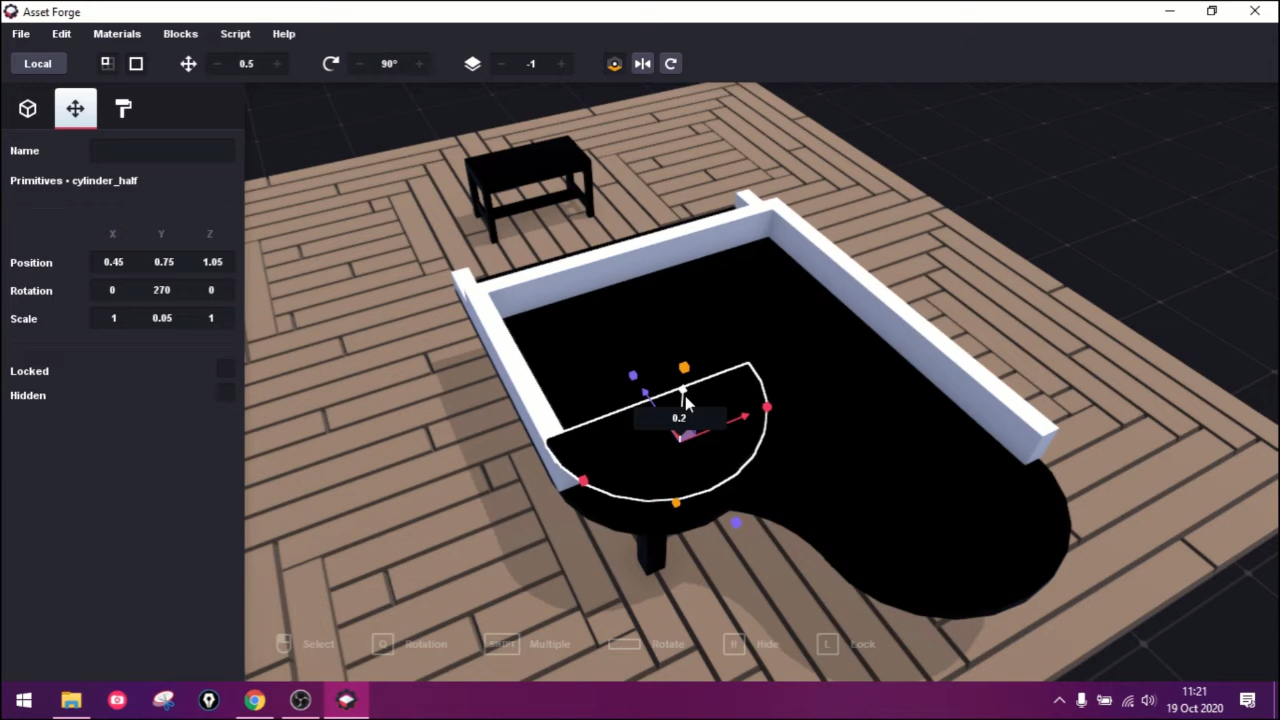 Asset Forge
File Edit Materials Blocks Script Help
Local 0.5 90° -1
Name
Primitives • cylinder_half
X Y Z
Position 0.45 0.75 1.05
Rotation 0 270 0
Scale 1 0.05 1
Locked
Hidden
0.2
Select Q Rotation SHIFT Multiple Rotate H Hide L Lock
11:21
19 Oct 2020